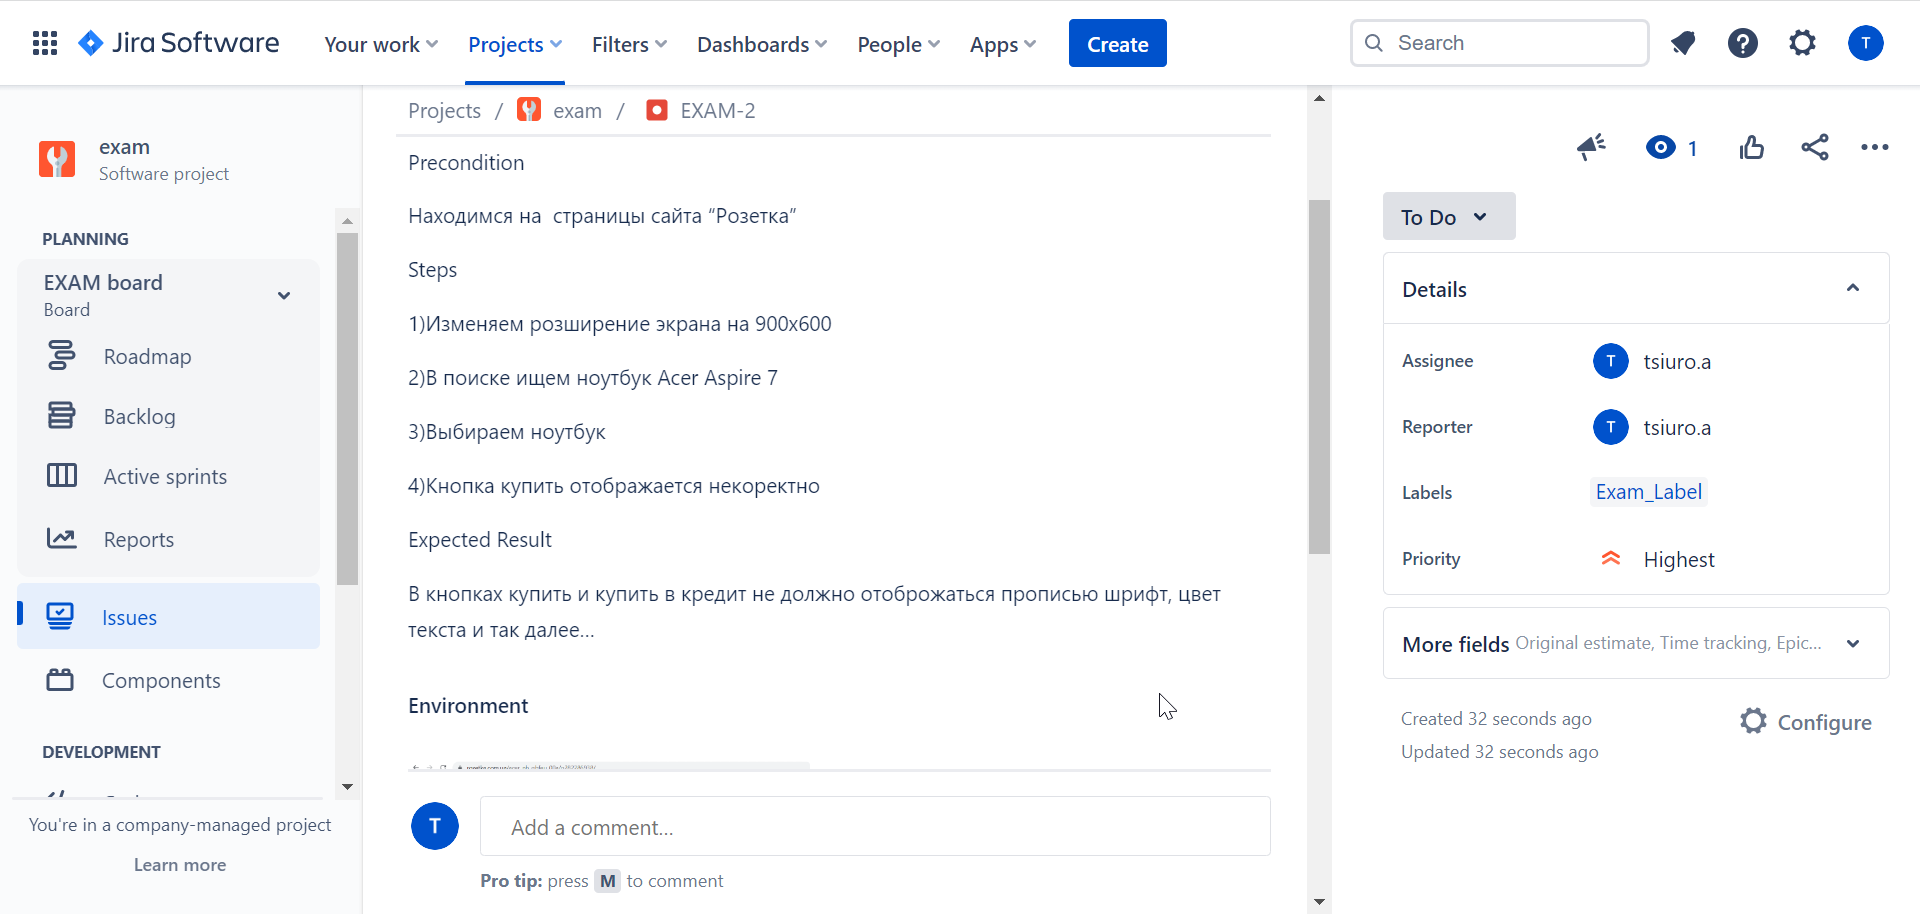 Jira Software
Your work
Projects
Filters
Dashboards
People
Apps
Create
Search
T
exam
Software project
PLANNING
EXAM board
Board
Roadmap
Backlog
Active sprints
Reports
Issues
Components
DEVELOPMENT
You're in a company-managed project
Learn more
Projects / exam / EXAM-2
Precondition
Находимся на страницы сайта “Розетка”
Steps
1)Изменяем розширение экрана на 900x600
2)В поиске ищем ноутбук Acer Aspire 7
3)Выбираем ноутбук
4)Кнопка купить отображается некоректно
Expected Result
В кнопках купить и купить в кредит не должно отоброжаться прописью шрифт, цвет
текста и так далее...
Environment
T
Add a comment...
Pro tip: press M to comment
1
To Do
Details
Assignee
T tsiuro.a
Reporter
T tsiuro.a
Labels
Exam_Label
Priority
Highest
More fields Original estimate, Time tracking, Epic...
Created 32 seconds ago
Updated 32 seconds ago
Configure